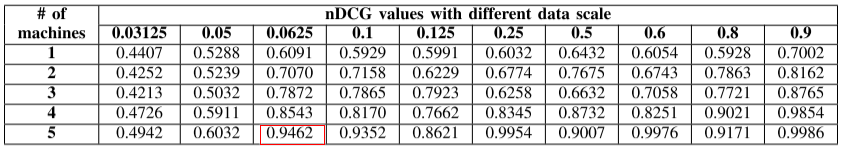 # of nDCG values with different data scale
machines 0.03125 0.05 0.0625 0.1 0.125 0.25 0.5 0.6 0.8 0.9
1 0.4407 0.5288 0.6091 0.5929 0.5991 0.6032 0.6432 0.6054 0.5928 0.7002
2 0.4252 0.5239 0.7070 0.7158 0.6229 0.6774 0.7675 0.6743 0.7863 0.8162
3 0.4213 0.5032 0.7872 0.7865 0.7923 0.6258 0.6632 0.7058 0.7721 0.8765
4 0.4726 0.5911 0.8543 0.8170 0.7662 0.8345 0.8732 0.8251 0.9021 0.9854
5 0.4942 0.6032 0.9462 0.9352 0.8621 0.9954 0.9007 0.9976 0.9171 0.9986